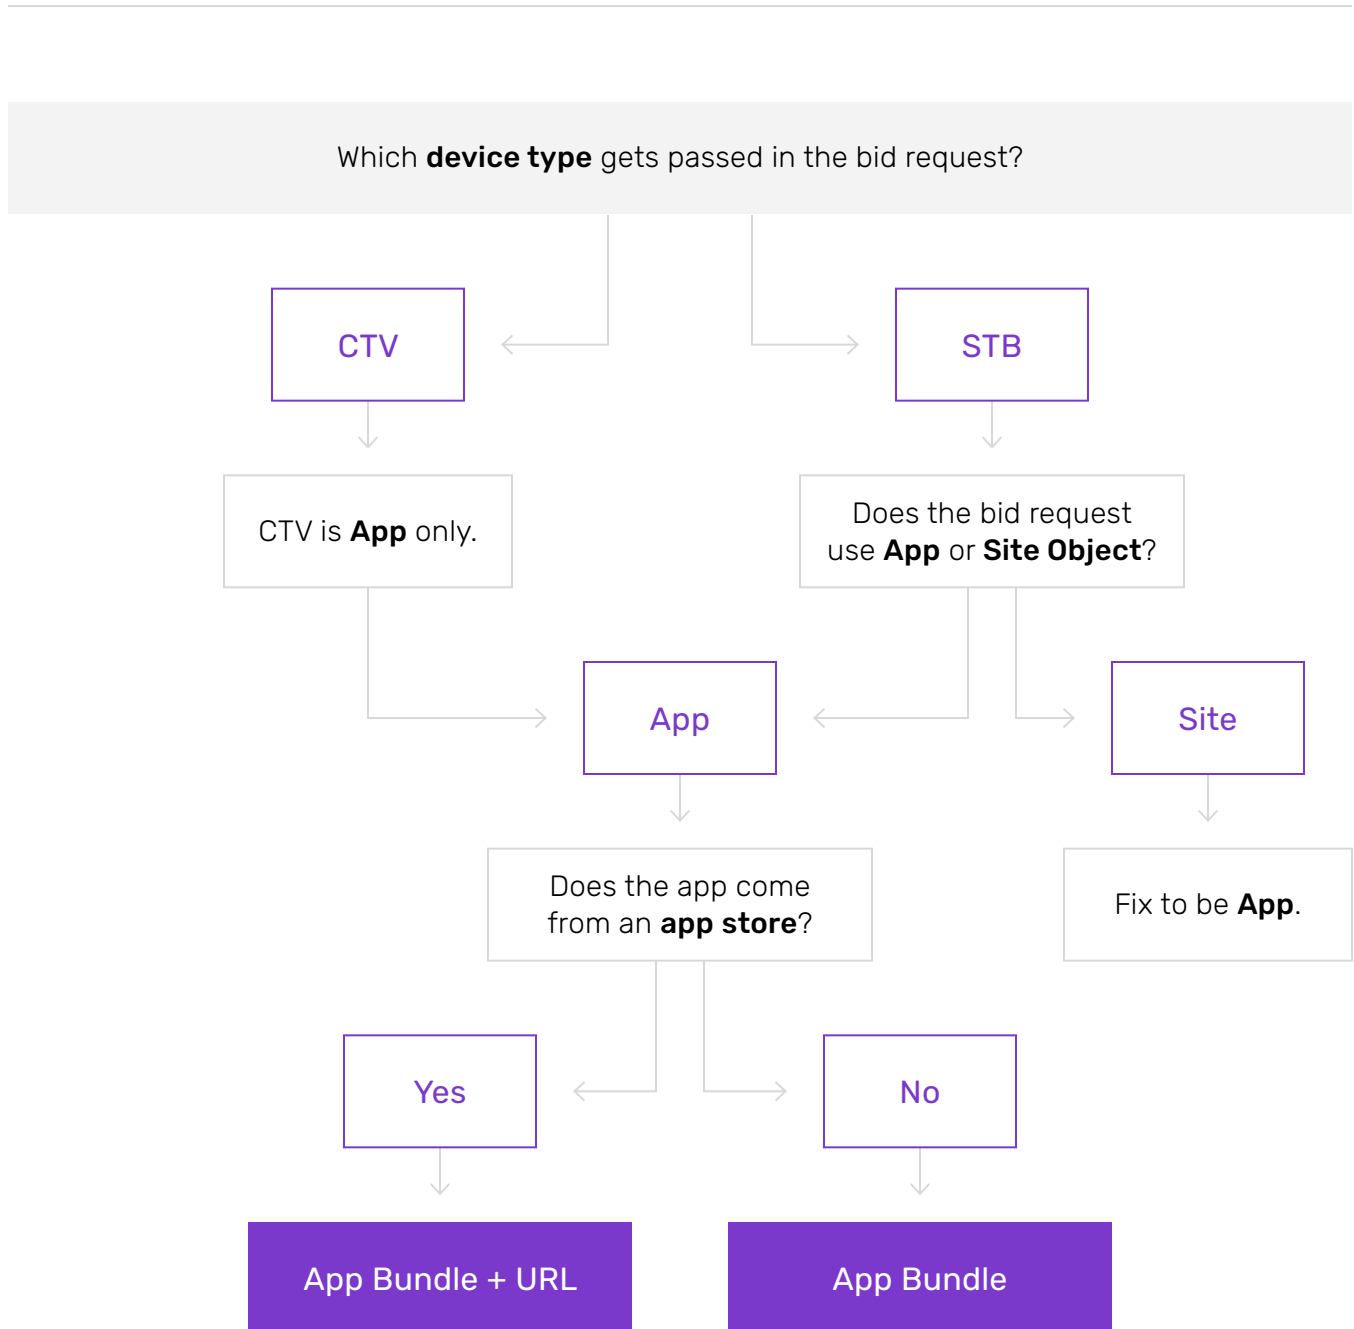 Which device type gets passed in the bid request?
CTV
STB
CTV is App only.
Does the bid request
use App or Site Object?
App
Site
Does the app come
from an app store?
Fix to be App.
Yes
No
App Bundle + URL
App Bundle